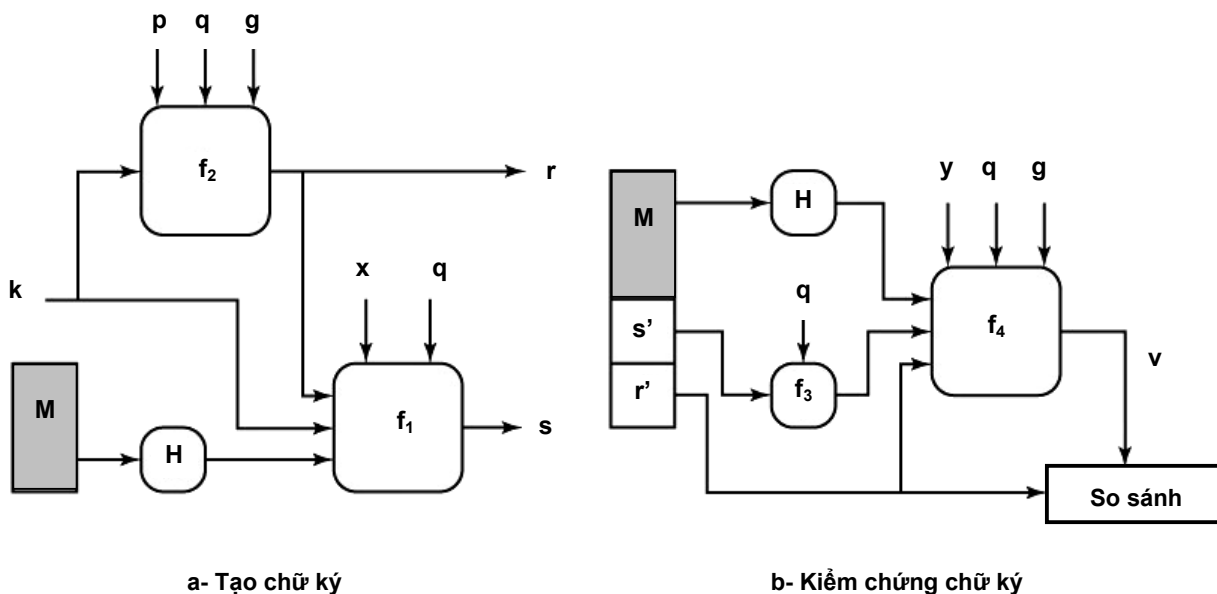 p q g
f2
r
k
x q
M
H
f1
s
a- Tạo chữ ký
M
H
y q g
s’
q
f4
r’
f3
v
So sánh
b- Kiểm chứng chữ ký